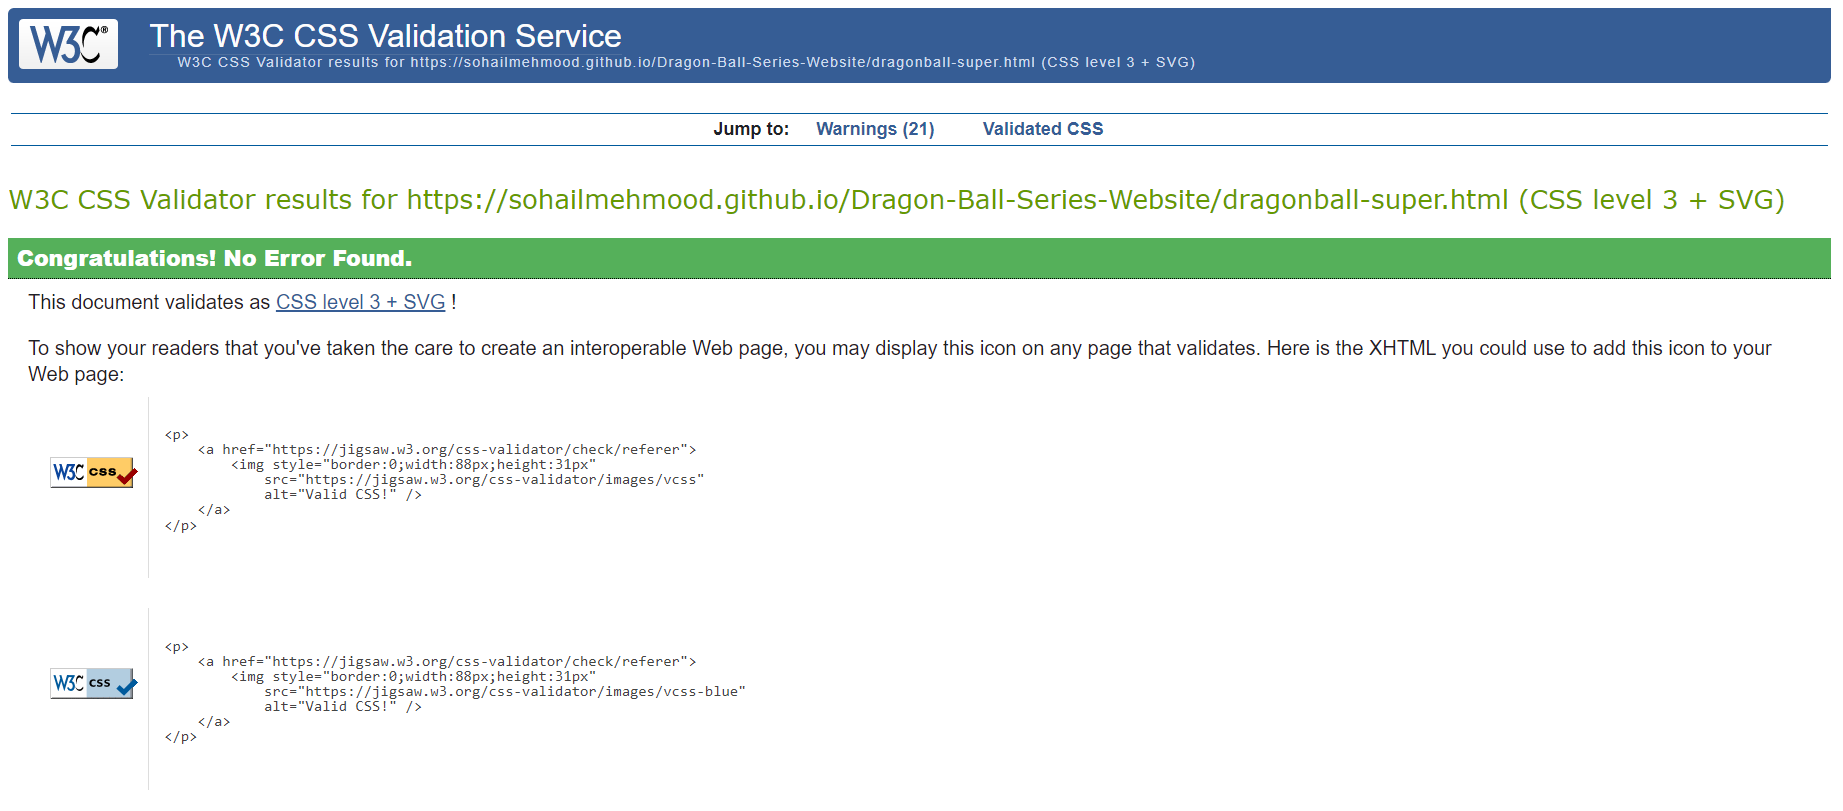 W3C®
The W3C CSS Validation Service
W3C CSS Validator results for https://sohailmehmood.github.io/Dragon-Ball-Series-Website/dragonball-super.html (CSS level 3 + SVG)
Jump to: Warnings (21) Validated CSS
W3C CSS Validator results for https://sohailmehmood.github.io/Dragon-Ball-Series-Website/dragonball-super.html (CSS level 3 + SVG)
Congratulations! No Error Found.
This document validates as CSS level 3 + SVG !
To show your readers that you've taken the care to create an interoperable Web page, you may display this icon on any page that validates. Here is the XHTML you could use to add this icon to your
Web page:
W3C css
<p>
<a href="https://jigsaw.w3.org/css-validator/check/referer">
<img style="border:0;width:88px;height:31px"
src="https://jigsaw.w3.org/css-validator/images/vcss"
alt="Valid CSS!" />
</a>
</p>
W3C css
<p>
<a href="https://jigsaw.w3.org/css-validator/check/referer">
<img style="border:0;width:88px;height:31px"
src="https://jigsaw.w3.org/css-validator/images/vcss-blue"
alt="Valid CSS!" />
</a>
</p>